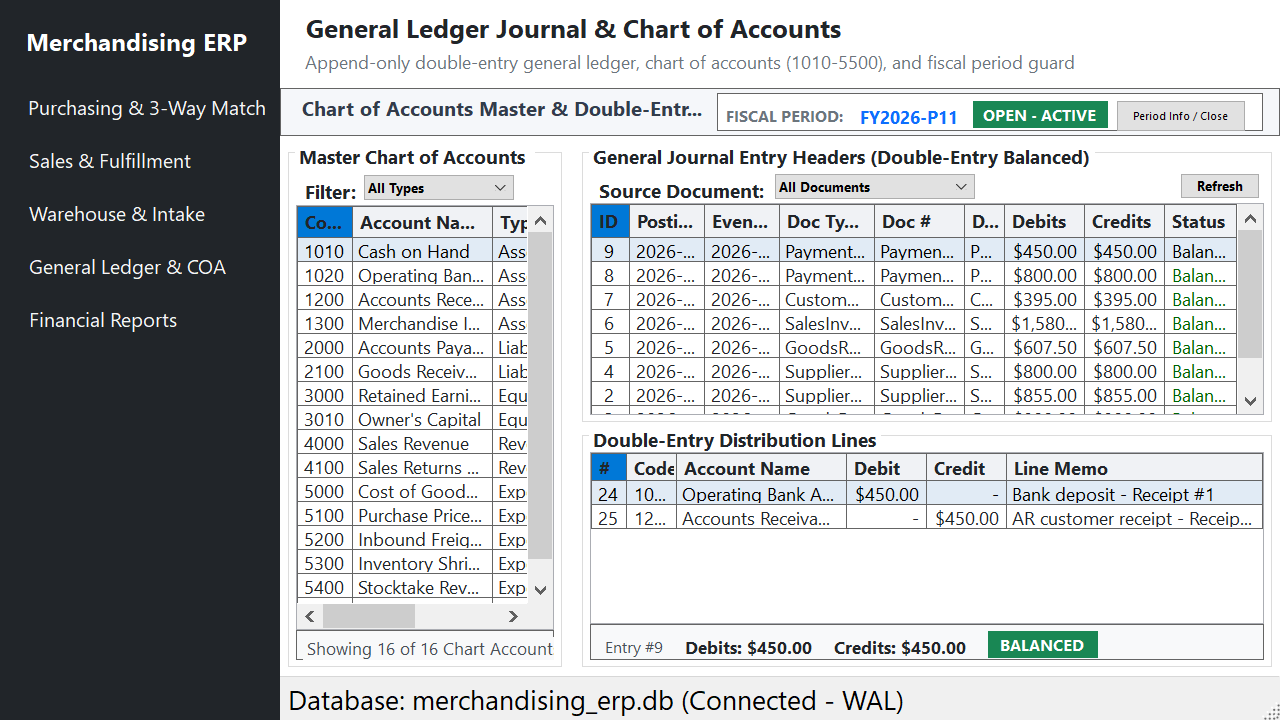 Merchandising ERP
Purchasing & 3-Way Match
Sales & Fulfillment
Warehouse & Intake
General Ledger & COA
Financial Reports
General Ledger Journal & Chart of Accounts
Append-only double-entry general ledger, chart of accounts (1010-5500), and fiscal period guard
Chart of Accounts Master & Double-Entr...
FISCAL PERIOD: FY2026-P11 OPEN - ACTIVE Period Info / Close
Master Chart of Accounts
Filter: All Types
Co... Account Na... Typ
1010 Cash on Hand Ass
1020 Operating Ban... Ass
1200 Accounts Rece... Ass
1300 Merchandise I... Ass
2000 Accounts Paya... Liab
2100 Goods Receiv... Liab
3000 Retained Earni... Equ
3010 Owner's Capital Equ
4000 Sales Revenue Rev
4100 Sales Returns ... Rev
5000 Cost of Good... Exp
5100 Purchase Price... Exp
5200 Inbound Freig... Exp
5300 Inventory Shri... Exp
5400 Stocktake Rev... Exp
Showing 16 of 16 Chart Account
General Journal Entry Headers (Double-Entry Balanced)
Source Document: All Documents Refresh
ID Posti... Even... Doc Ty... Doc # D... Debits Credits Status
9 2026-... 2026-... Payment... Paymen... P... $450.00 $450.00 Balan...
8 2026-... 2026-... Payment... Paymen... P... $800.00 $800.00 Balan...
7 2026-... 2026-... Custom... Custom... C... $395.00 $395.00 Balan...
6 2026-... 2026-... SalesInv... SalesInv... S... $1,580... $1,580... Balan...
5 2026-... 2026-... GoodsR... GoodsR... G... $607.50 $607.50 Balan...
4 2026-... 2026-... Supplier... Supplier... S... $800.00 $800.00 Balan...
2 2026-... 2026-... Supplier... Supplier... S... $855.00 $855.00 Balan...
Double-Entry Distribution Lines
# Code Account Name Debit Credit Line Memo
24 10... Operating Bank A... $450.00 - Bank deposit - Receipt #1
25 12... Accounts Receiva... - $450.00 AR customer receipt - Receip...
Entry #9 Debits: $450.00 Credits: $450.00 BALANCED
Database: merchandising_erp.db (Connected - WAL)